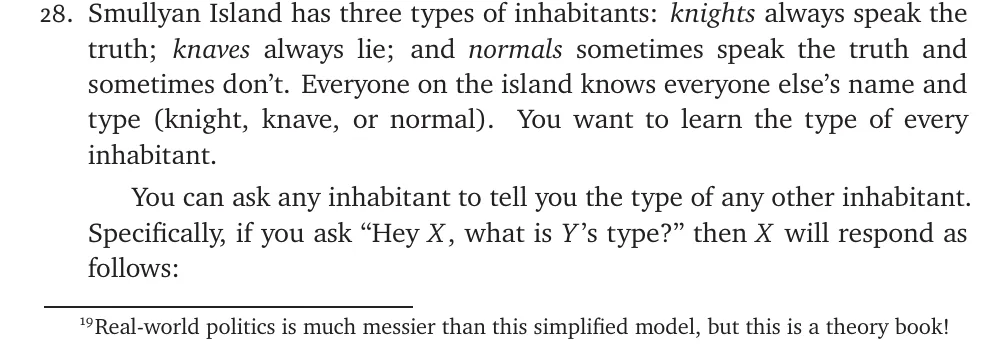 28. Smullyan Island has three types of inhabitants: knights always speak the
truth; knaves always lie; and normals sometimes speak the truth and
sometimes don’t. Everyone on the island knows everyone else’s name and
type (knight, knave, or normal). You want to learn the type of every
inhabitant.
You can ask any inhabitant to tell you the type of any other inhabitant.
Specifically, if you ask “Hey X, what is Y’s type?” then X will respond as
follows:
¹⁹Real-world politics is much messier than this simplified model, but this is a theory book!